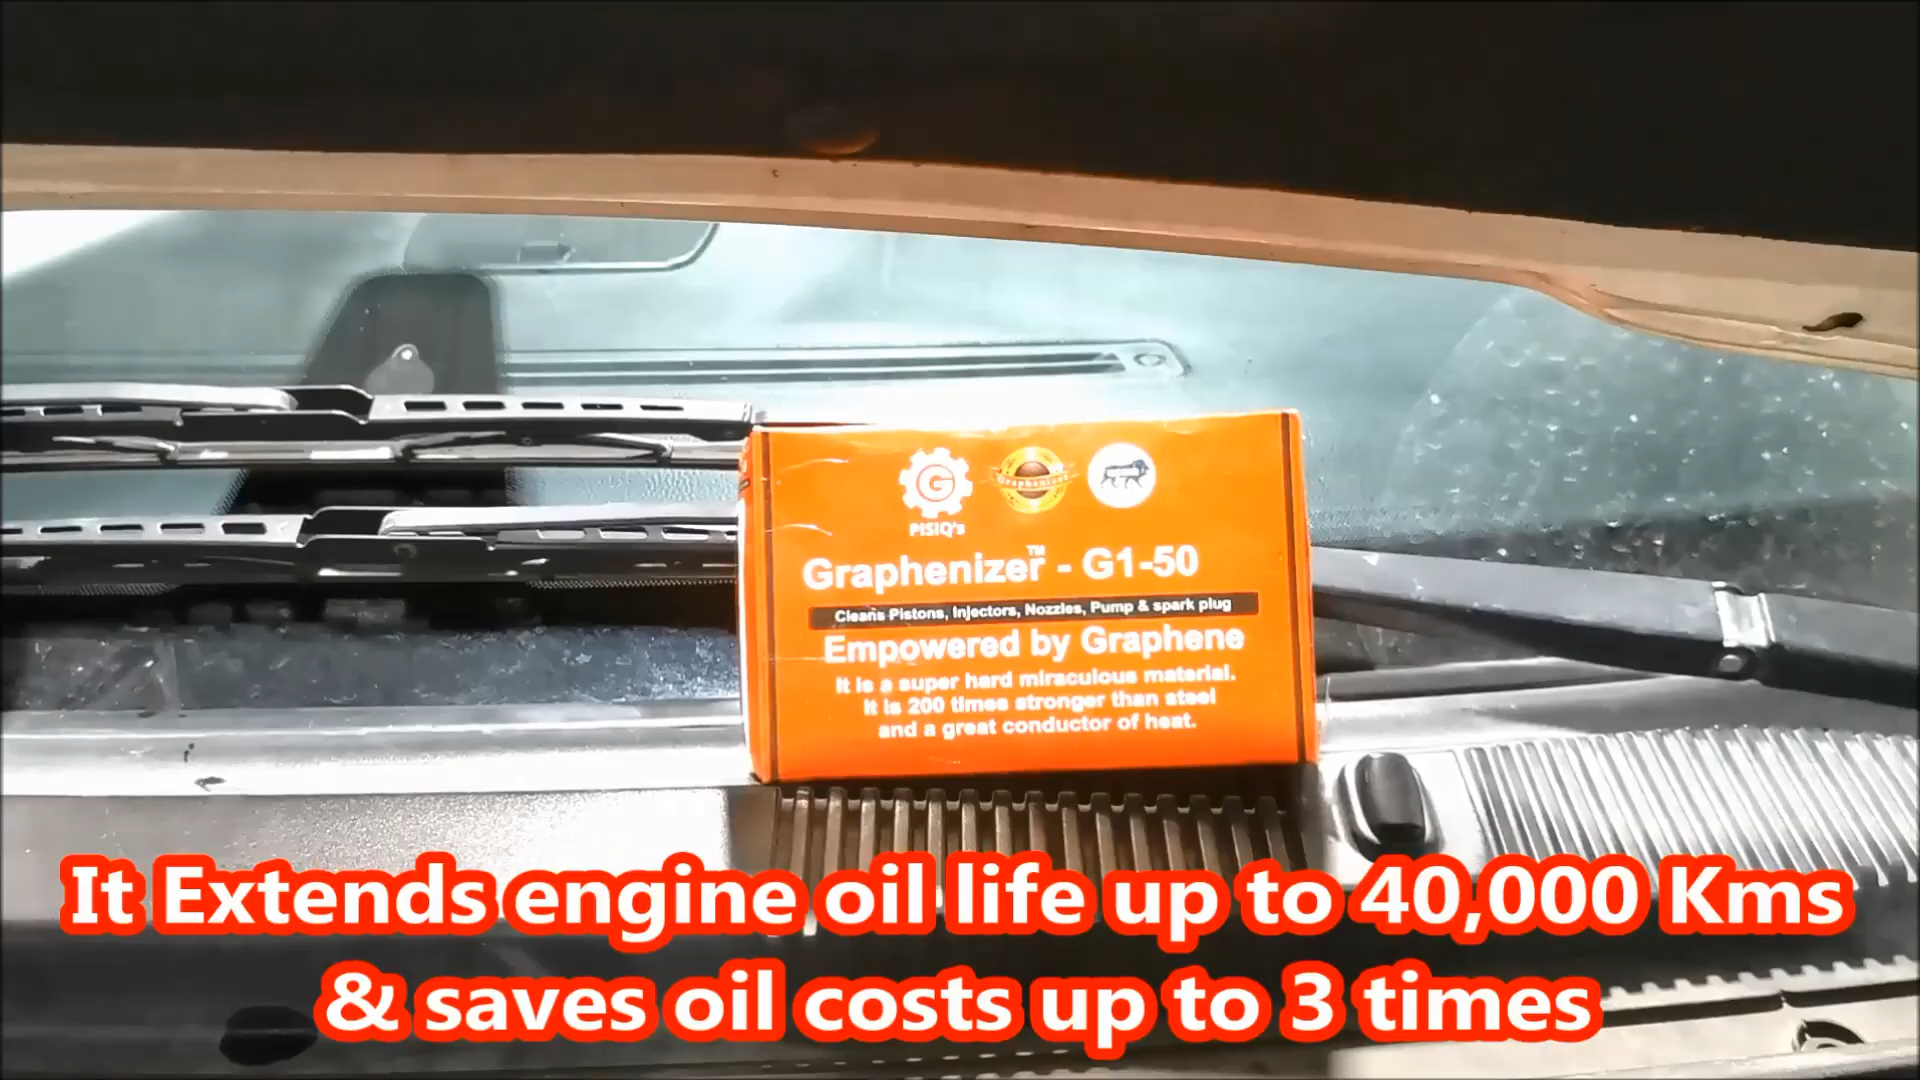 G
Graphenizer
PISIQ's
Graphenizer™ - G1-50
Cleans Pistons, Injectors, Nozzles, Pump & spark plug
Empowered by Graphene
It is a super hard miraculous material.
It is 200 times stronger than steel
and a great conductor of heat.
It Extends engine oil life up to 40,000 Kms
& saves oil costs up to 3 times